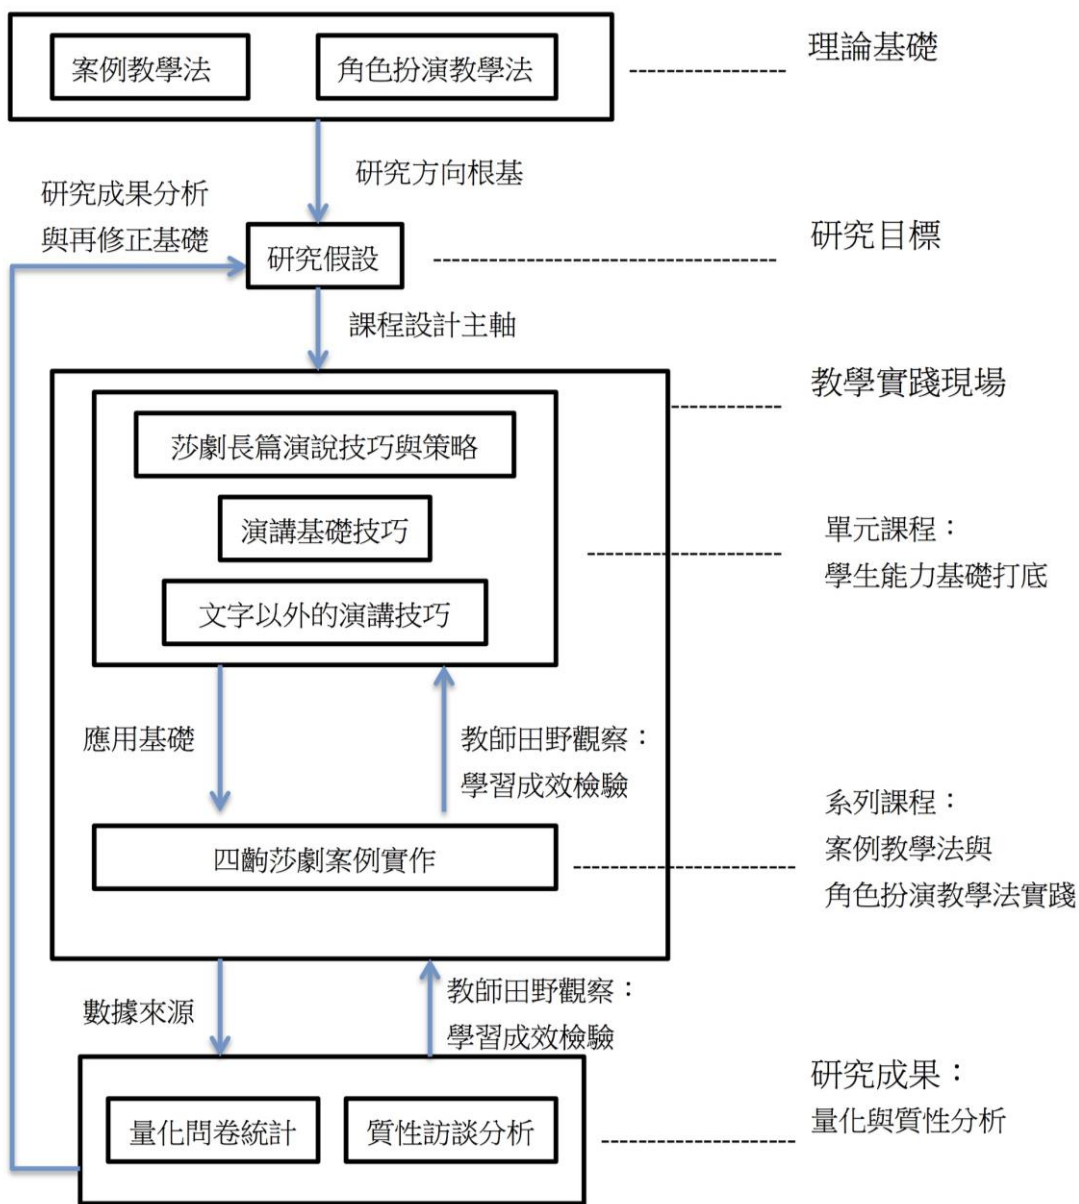 案例教學法
角色扮演教學法
理論基礎
研究方向根基
研究成果分析
與再修正基礎
研究假設
研究目標
課程設計主軸
教學實踐現場
莎劇長篇演說技巧與策略
演講基礎技巧
文字以外的演講技巧
單元課程：
學生能力基礎打底
應用基礎
教師田野觀察：
學習成效檢驗
四齣莎劇案例實作
系列課程：
案例教學法與
角色扮演教學法實踐
數據來源
教師田野觀察：
學習成效檢驗
量化問卷統計
質性訪談分析
研究成果：
量化與質性分析